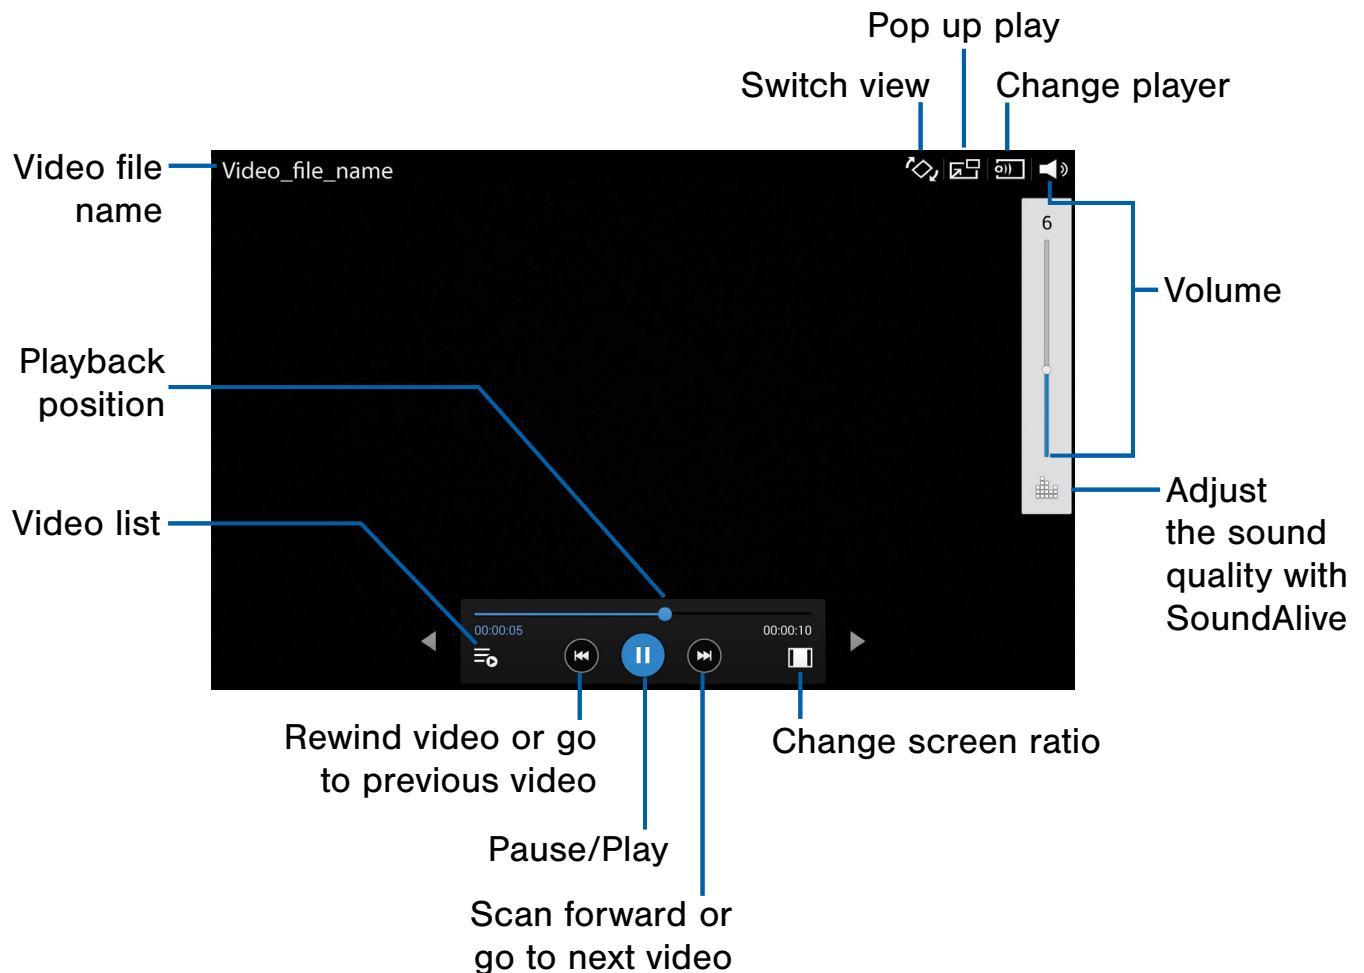 Pop up play
Switch view
Change player
Video file
name
Video_file_name
6
Volume
Playback
position
Adjust
the sound
quality with
SoundAlive
Video list
00:00:05
00:00:10
Rewind video or go
to previous video
Change screen ratio
Pause/Play
Scan forward or
go to next video